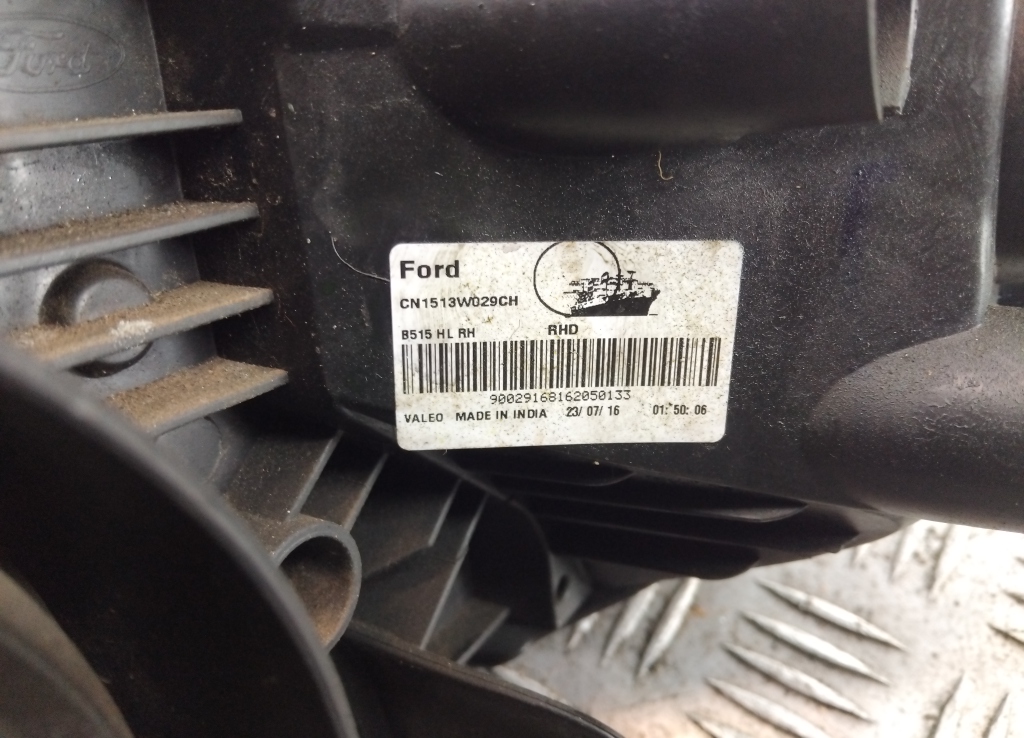 Ford
Ford
CN1513W029CH
B515 HL RH RHD
90029168162050133
VALEO MADE IN INDIA 23/07/16 01:50:06